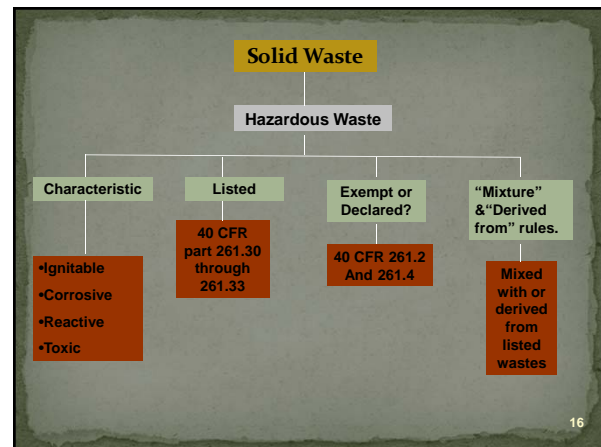 Solid Waste
Hazardous Waste
Characteristic
•Ignitable
•Corrosive
•Reactive
•Toxic
Listed
40 CFR
part 261.30
through
261.33
Exempt or
Declared?
40 CFR 261.2
And 261.4
“Mixture”
&“Derived
from” rules.
Mixed
with or
derived
from
listed
wastes
16